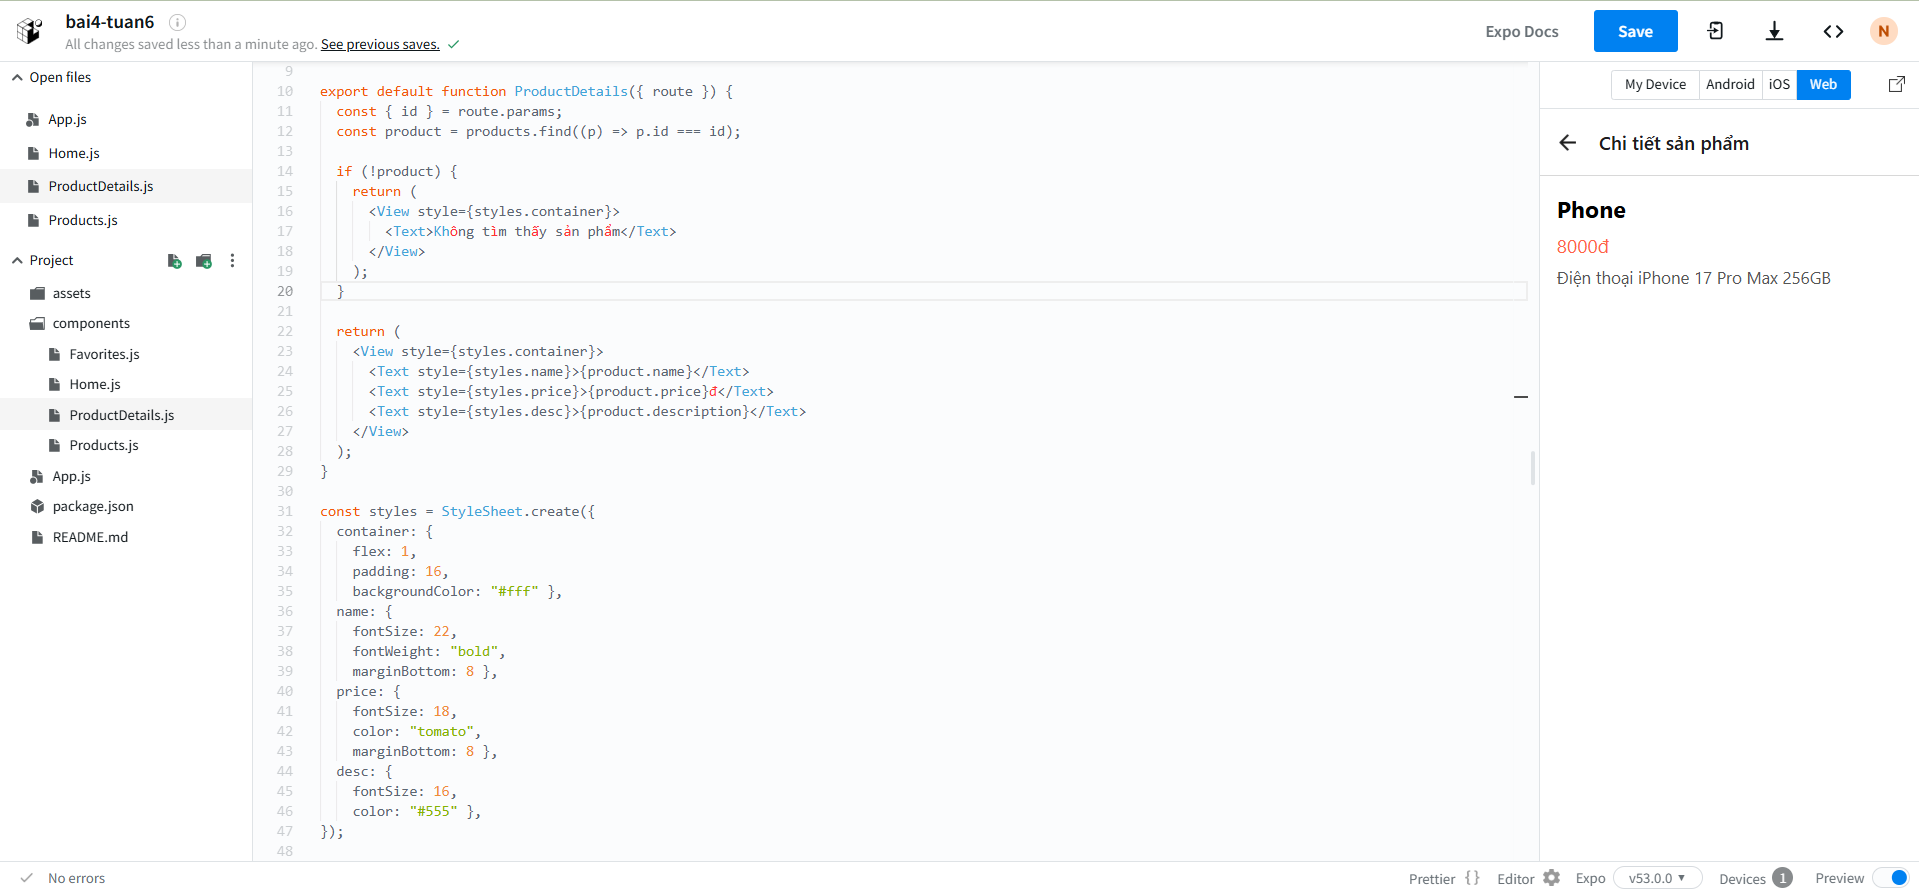 bai4-tuan6
All changes saved less than a minute ago. See previous saves.
Expo Docs
Save
N
Open files
App.js
Home.js
ProductDetails.js
Products.js
Project
assets
components
Favorites.js
Home.js
ProductDetails.js
Products.js
App.js
package.json
README.md
9
10 export default function ProductDetails({ route }) {
11   const { id } = route.params;
12   const product = products.find((p) => p.id === id);
13
14   if (!product) {
15     return (
16       <View style={styles.container}>
17         <Text>Không tìm thấy sản phẩm</Text>
18       </View>
19     );
20   }
21
22   return (
23     <View style={styles.container}>
24       <Text style={styles.name}>{product.name}</Text>
25       <Text style={styles.price}>{product.price}đ</Text>
26       <Text style={styles.desc}>{product.description}</Text>
27     </View>
28   );
29 }
30
31 const styles = StyleSheet.create({
32   container: {
33     flex: 1,
34     padding: 16,
35     backgroundColor: "#fff" },
36   name: {
37     fontSize: 22,
38     fontWeight: "bold",
39     marginBottom: 8 },
40   price: {
41     fontSize: 18,
42     color: "tomato",
43     marginBottom: 8 },
44   desc: {
45     fontSize: 16,
46     color: "#555" },
47 });
48
My Device Android iOS Web
Chi tiết sản phẩm
Phone
8000đ
Điện thoại iPhone 17 Pro Max 256GB
No errors
Prettier {} Editor Expo v53.0.0 Devices 1 Preview